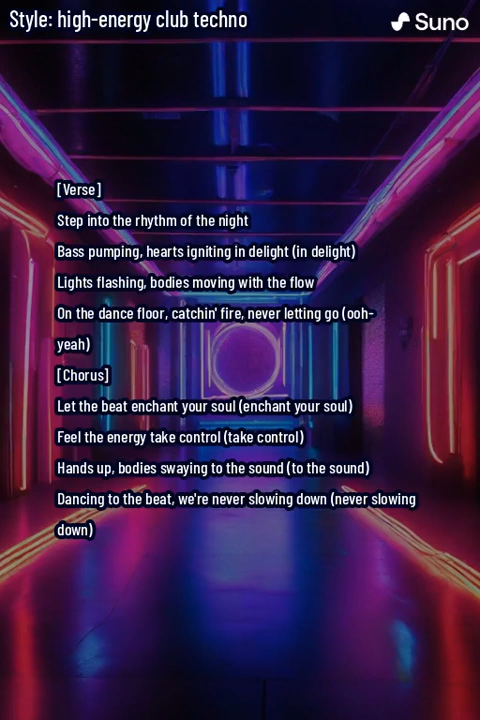 Style: high-energy club techno
Suno
[Verse]
Step into the rhythm of the night
Bass pumping, hearts igniting in delight (in delight)
Lights flashing, bodies moving with the flow
On the dance floor, catchin' fire, never letting go (ooh-
yeah)
[Chorus]
Let the beat enchant your soul (enchant your soul)
Feel the energy take control (take control)
Hands up, bodies swaying to the sound (to the sound)
Dancing to the beat, we're never slowing down (never slowing
down)